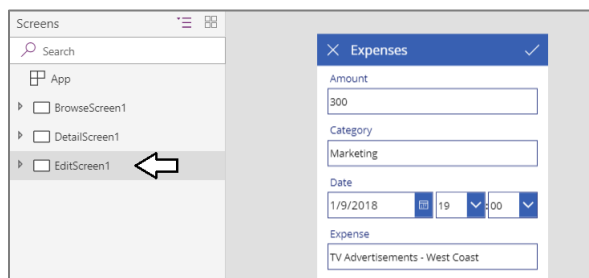 Screens
Search
App
BrowseScreen1
DetailScreen1
EditScreen1
Expenses
Amount
300
Category
Marketing
Date
1/9/2018 19 : 00
Expense
TV Advertisements - West Coast